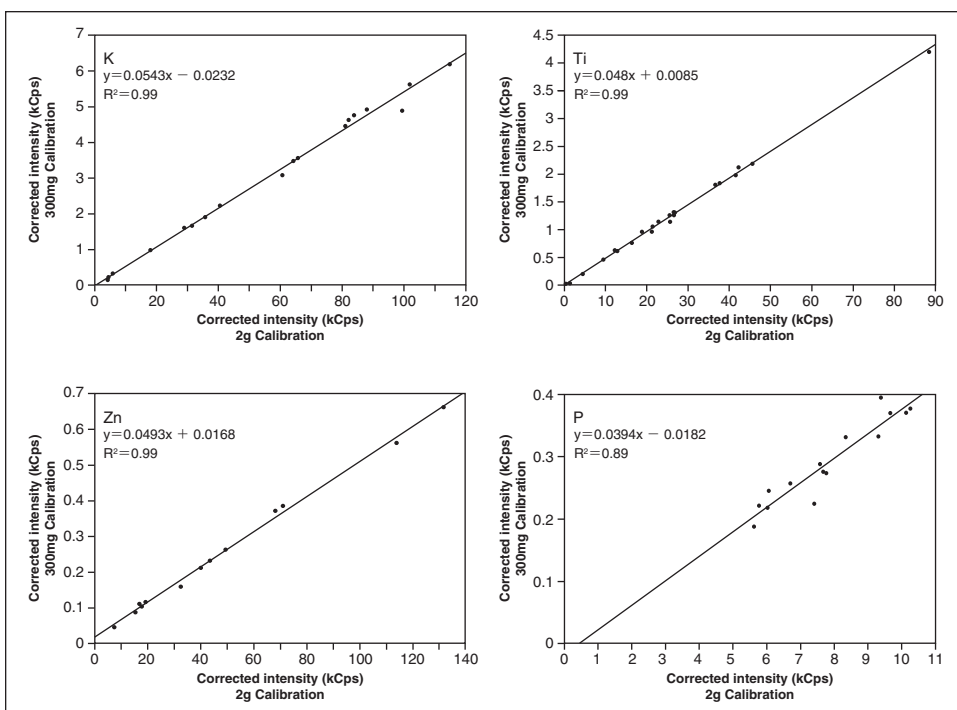 K
y=0.0543x − 0.0232
R²=0.99
Corrected intensity (kCps)
300mg Calibration
7
6
5
4
3
2
1
0
0 20 40 60 80 100 120
Corrected intensity (kCps)
2g Calibration
Ti
y=0.048x + 0.0085
R²=0.99
Corrected intensity (kCps)
300mg Calibration
4.5
4
3.5
3
2.5
2
1.5
1
0.5
0
0 10 20 30 40 50 60 70 80 90
Corrected intensity (kCps)
2g Calibration
Zn
y=0.0493x + 0.0168
R²=0.99
Corrected intensity (kCps)
300mg Calibration
0.7
0.6
0.5
0.4
0.3
0.2
0.1
0
0 20 40 60 80 100 120 140
Corrected intensity (kCps)
2g Calibration
P
y=0.0394x − 0.0182
R²=0.89
Corrected intensity (kCps)
300mg Calibration
0.4
0.3
0.2
0.1
0
0 1 2 3 4 5 6 7 8 9 10 11
Corrected intensity (kCps)
2g Calibration